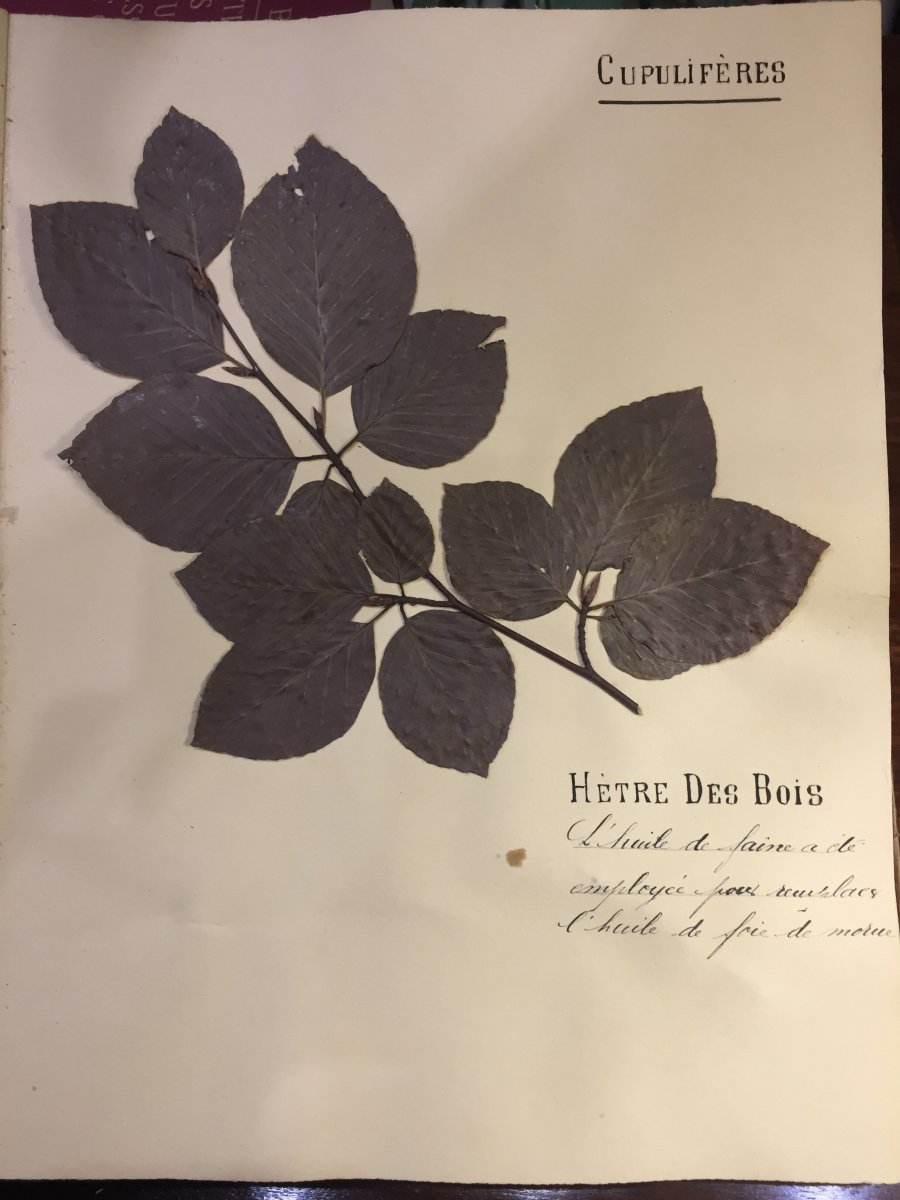 CUPULIFÈRES
HÈTRE DES BOIS
L'huile de faine a été
employée pour remplacer
l'huile de foie de morue